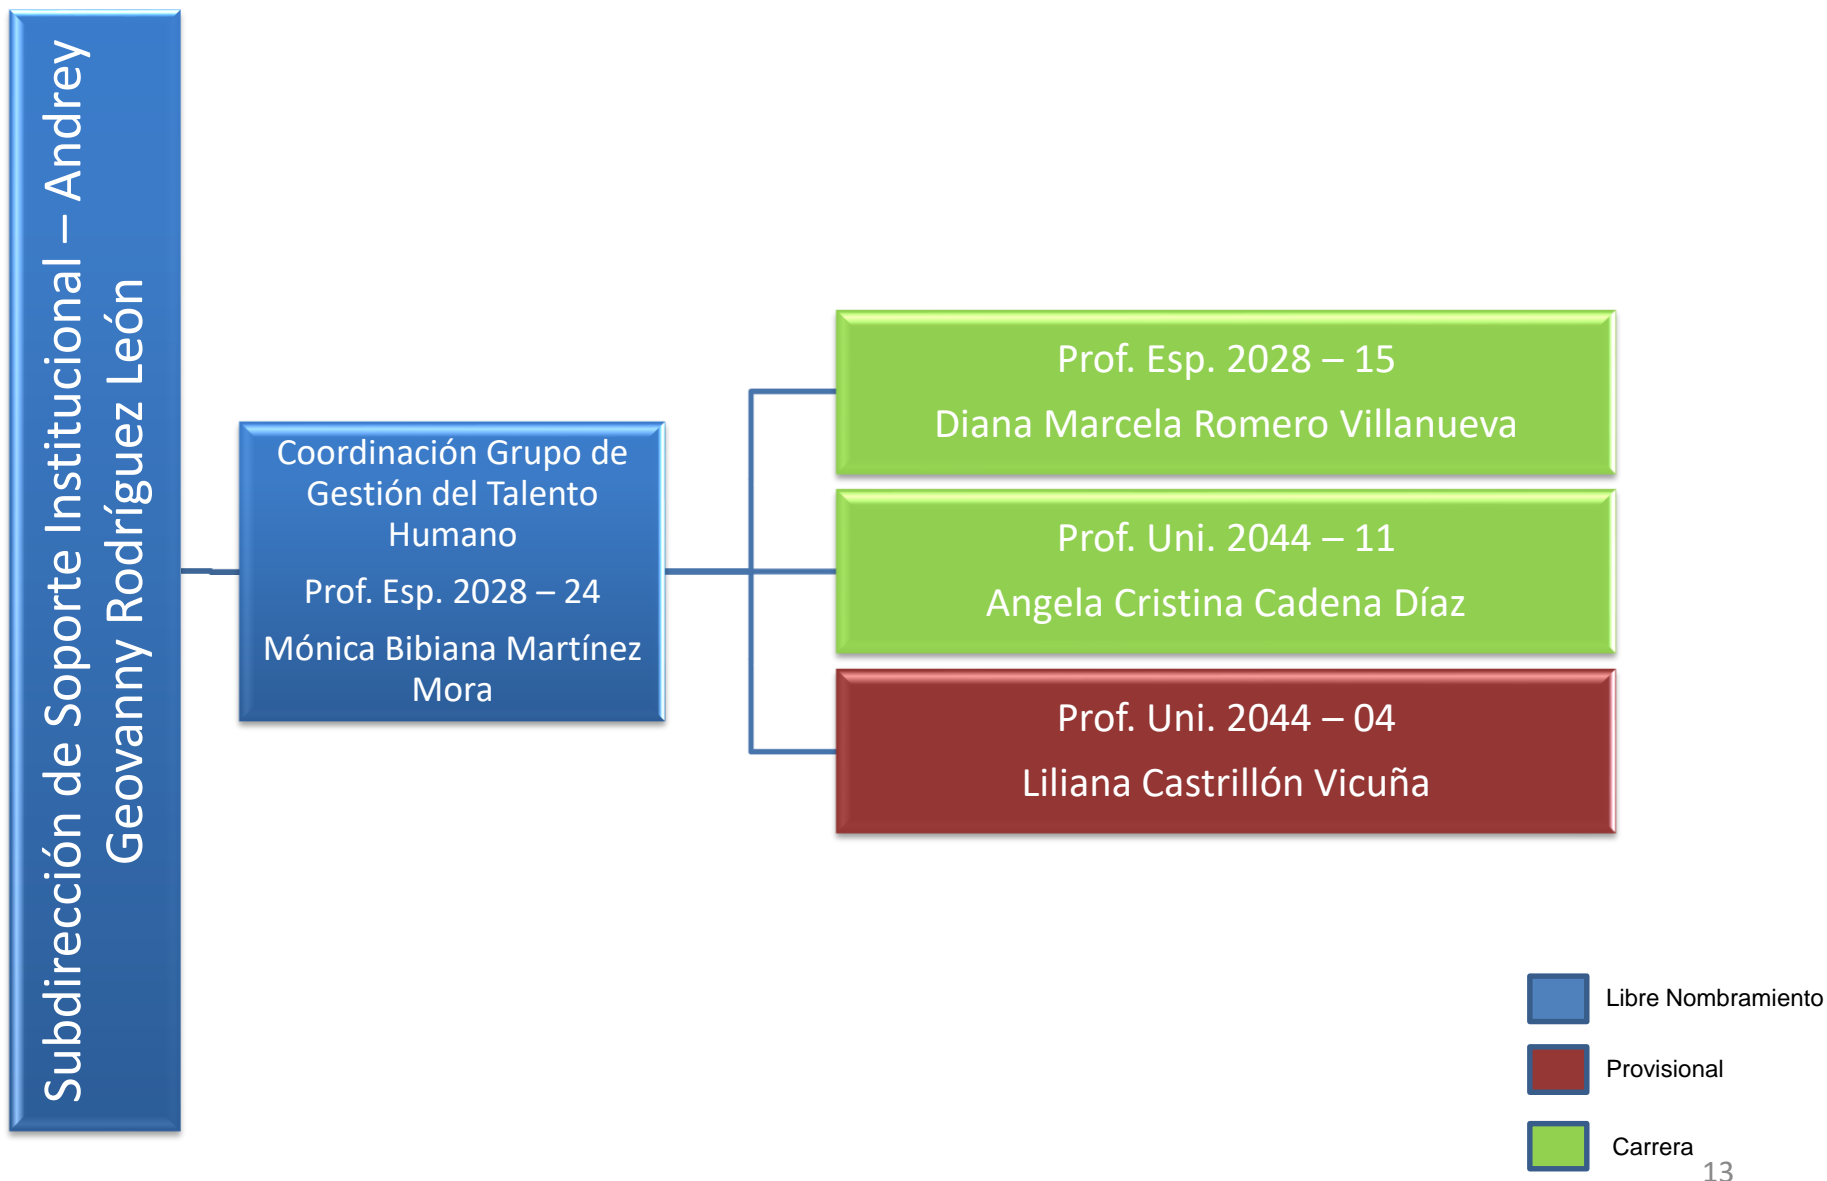 Subdirección de Soporte Institucional – Andrey
Geovanny Rodríguez León
Coordinación Grupo de
Gestión del Talento
Humano
Prof. Esp. 2028 – 24
Mónica Bibiana Martínez
Mora
Prof. Esp. 2028 – 15
Diana Marcela Romero Villanueva
Prof. Uni. 2044 – 11
Angela Cristina Cadena Díaz
Prof. Uni. 2044 – 04
Liliana Castrillón Vicuña
Libre Nombramiento
Provisional
Carrera
13